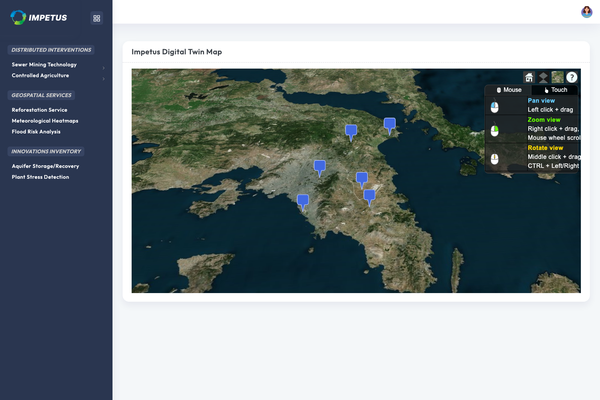 IMPETUS
DISTRIBUTED INTERVENTIONS
Sewer Mining Technology
Controlled Agriculture
GEOSPATIAL SERVICES
Reforestation Service
Meteorological Heatmaps
Flood Risk Analysis
INNOVATIONS INVENTORY
Aquifer Storage/Recovery
Plant Stress Detection
Impetus Digital Twin Map
?
Mouse
Touch
Pan view
Left click + drag
Zoom view
Right click + drag,
Mouse wheel scrol
Rotate view
Middle click + drag
CTRL + Left/Right